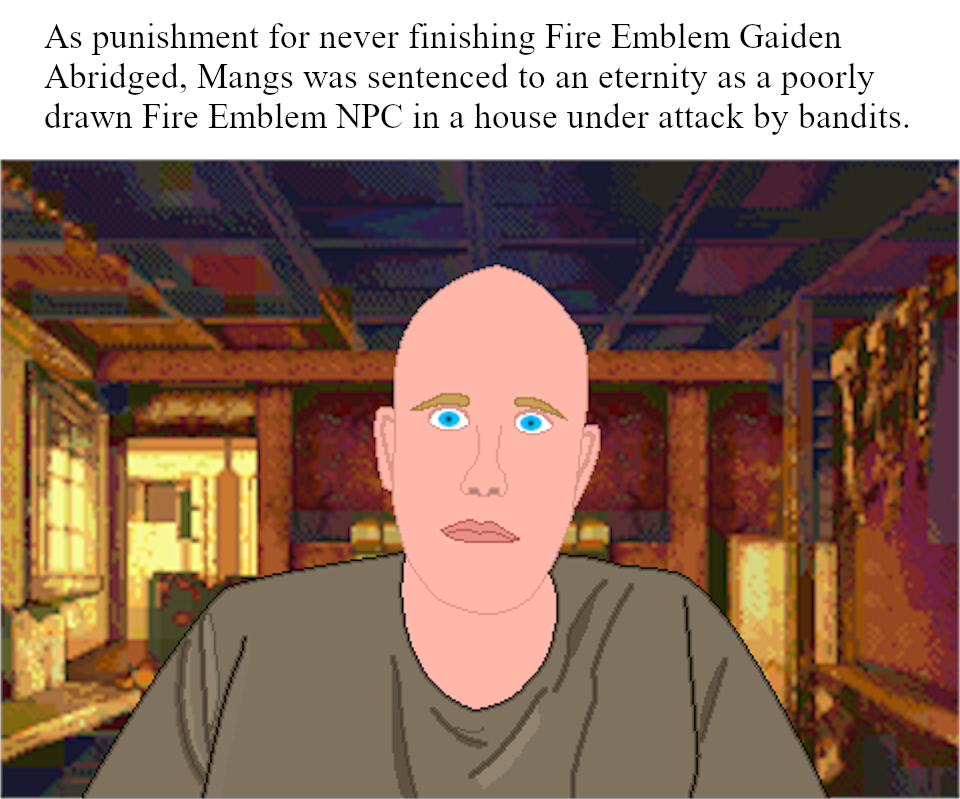 As punishment for never finishing Fire Emblem Gaiden
Abridged, Mangs was sentenced to an eternity as a poorly
drawn Fire Emblem NPC in a house under attack by bandits.